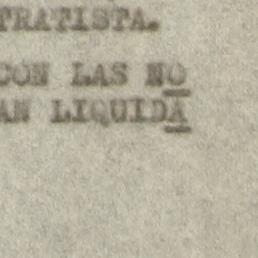 TRATISTA.
CON LAS NO
AN LIQUIDA